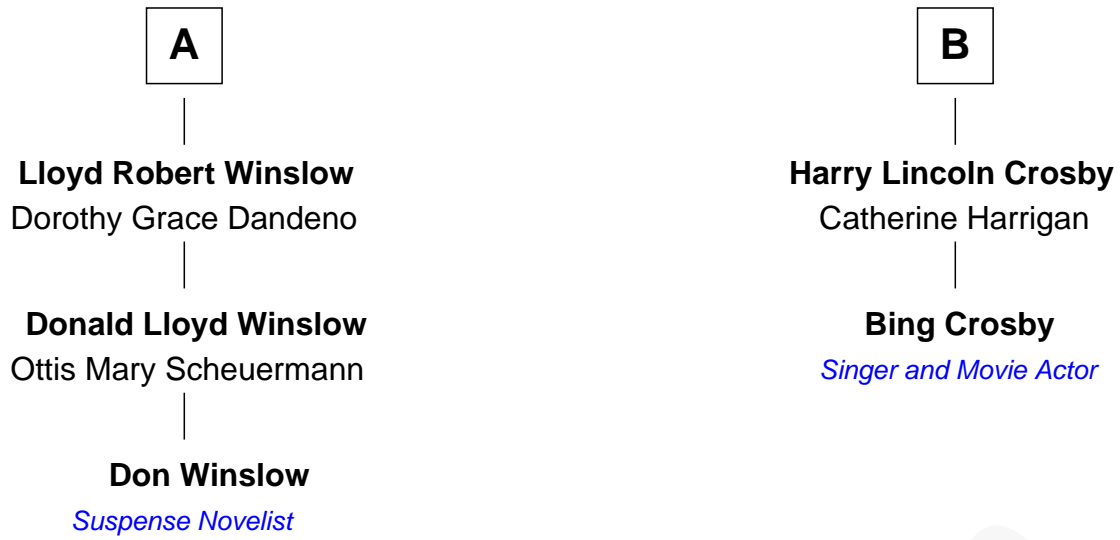 A
Lloyd Robert Winslow
Dorothy Grace Dandeno
Donald Lloyd Winslow
Ottis Mary Scheuermann
Don Winslow
Suspense Novelist
B
Harry Lincoln Crosby
Catherine Harrigan
Bing Crosby
Singer and Movie Actor